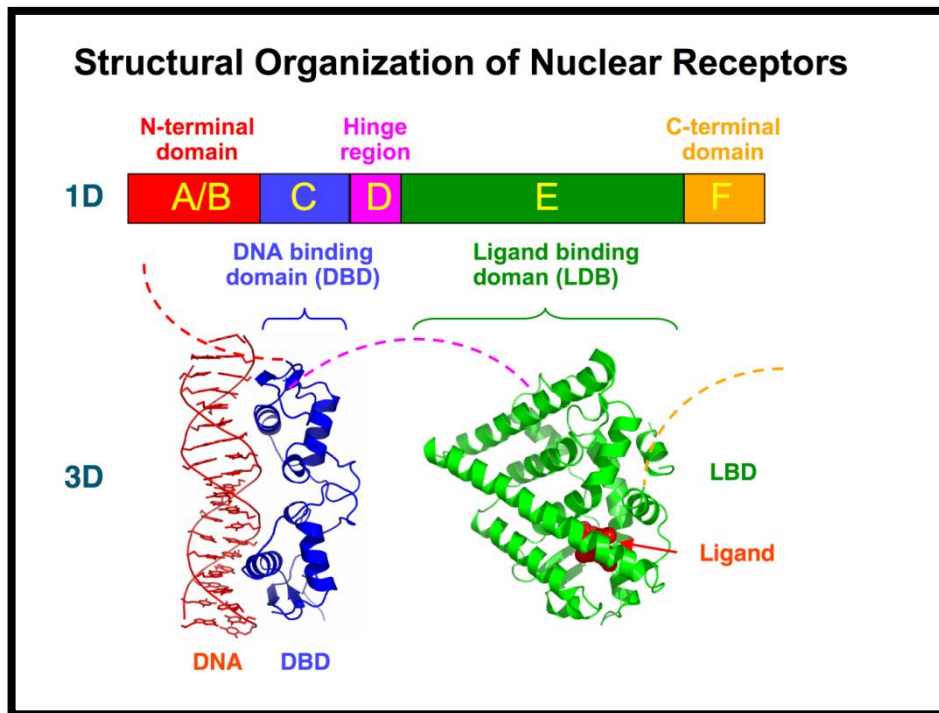 Structural Organization of Nuclear Receptors
N-terminal
domain
Hinge
region
C-terminal
domain
1D
A/B
C
D
E
F
DNA binding
domain (DBD)
Ligand binding
doman (LDB)
3D
LBD
Ligand
DNA
DBD